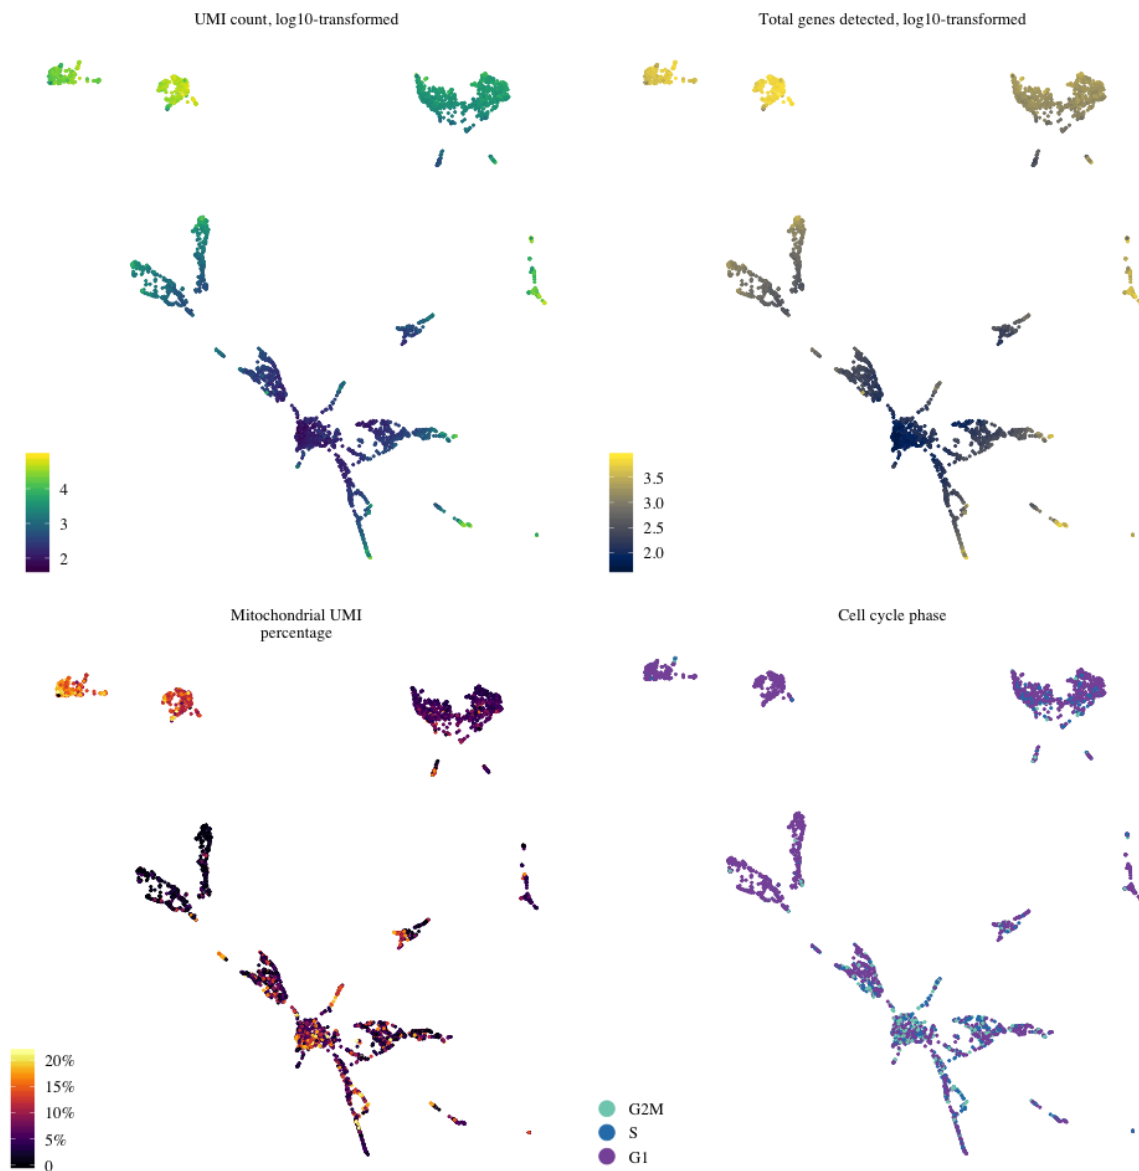 UMI count, log10-transformed
Total genes detected, log10-transformed
4
3
2
3.5
3.0
2.5
2.0
Mitochondrial UMI
percentage
Cell cycle phase
20%
15%
10%
5%
0
G2M
S
G1